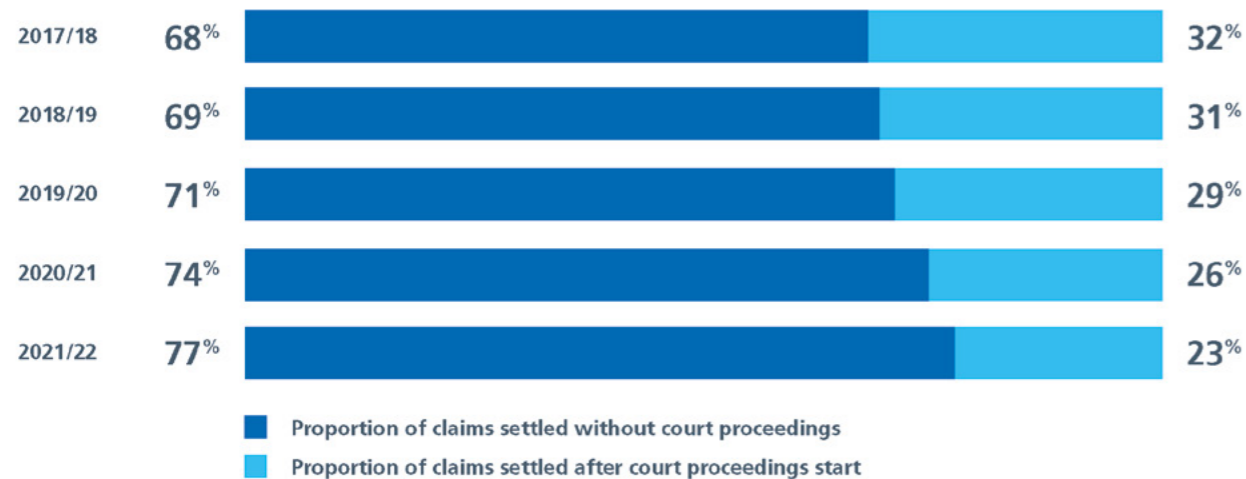 2017/18 68% 32%
2018/19 69% 31%
2019/20 71% 29%
2020/21 74% 26%
2021/22 77% 23%
Proportion of claims settled without court proceedings
Proportion of claims settled after court proceedings start